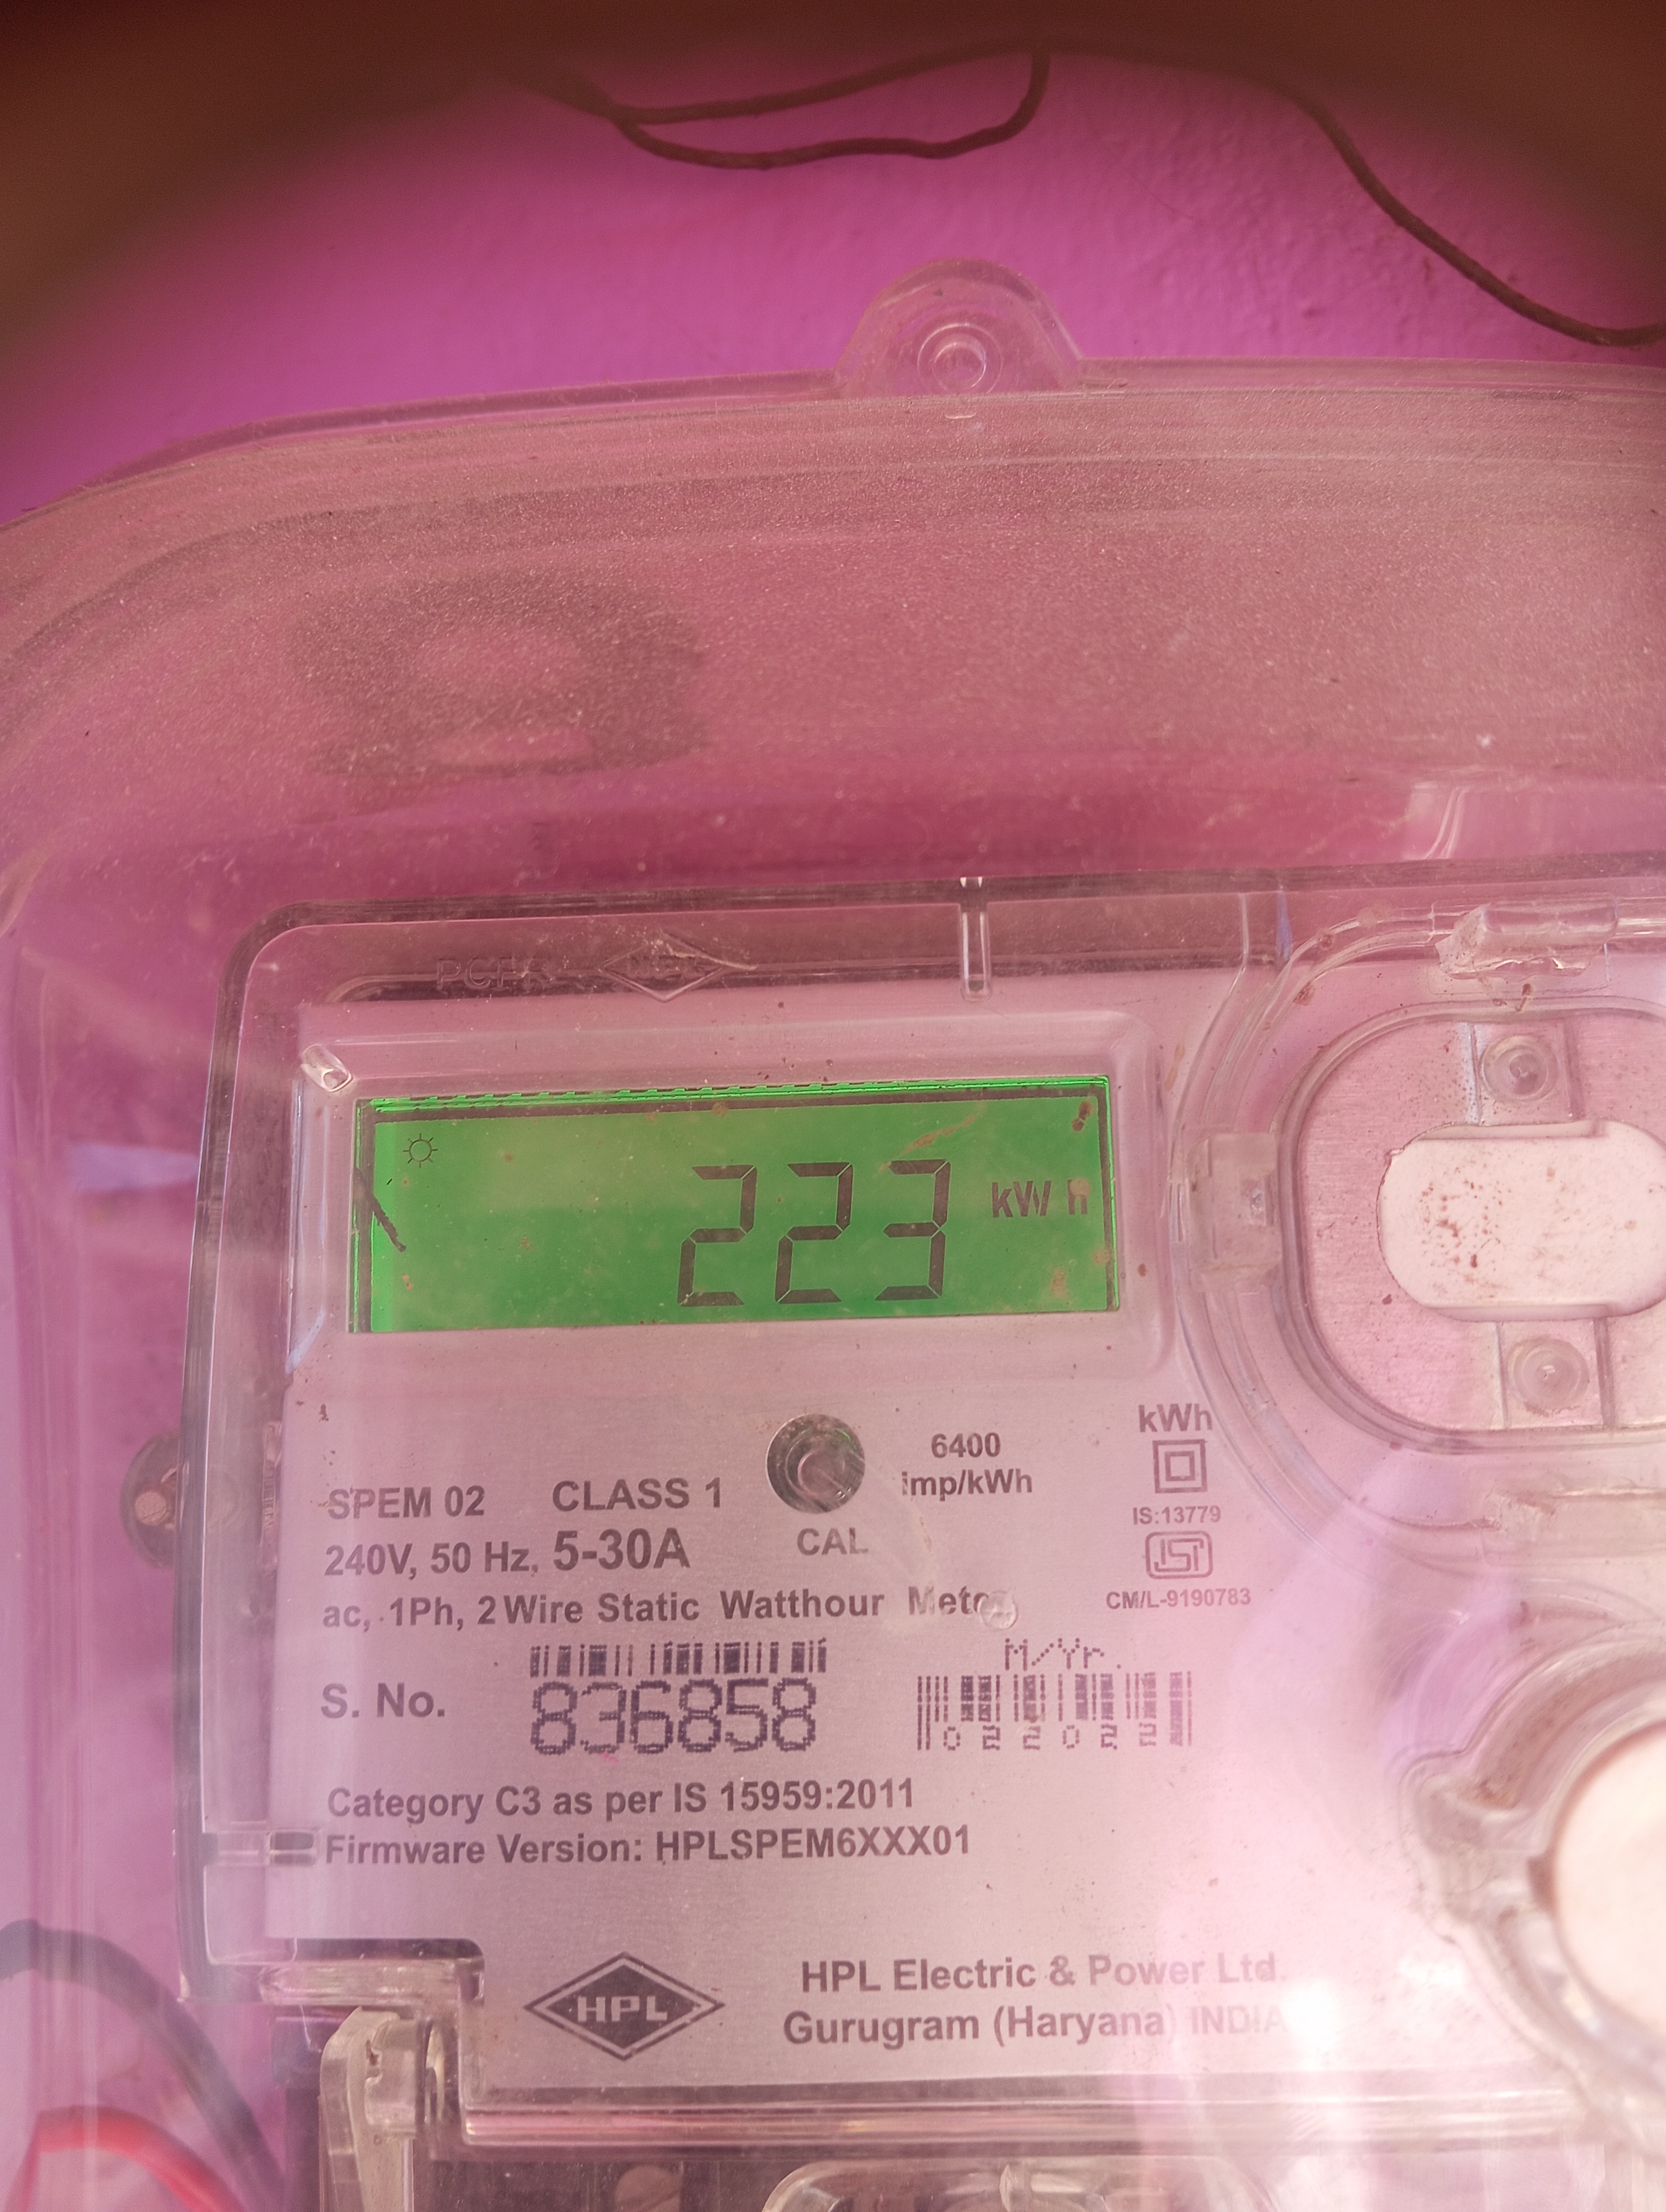 223 kWh
6400
imp/kWh
kWh
SPEM 02 CLASS 1
IS:13779
240V, 50 Hz, 5-30A
CAL
ISI
CM/L-9190783
ac, 1Ph, 2 Wire Static Watthour
M/Yr.
S. No. 836858
022022
Category C3 as per IS 15959:2011
Firmware Version: HPLSPEM6XXX01
HPL
HPL Electric & Power Ltd.
Gurugram (Haryana) INDIA